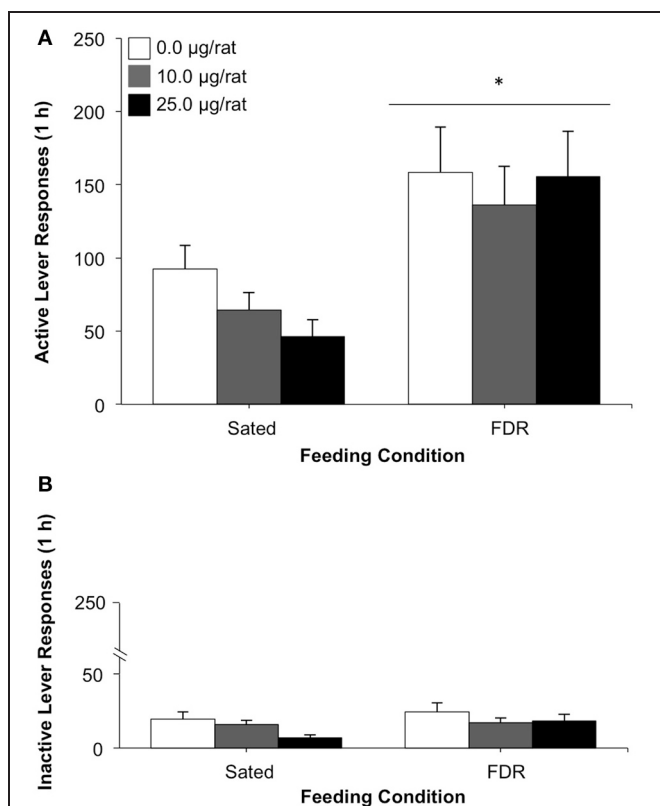 A
250
200
150
100
50
0
Active Lever Responses (1 h)
0.0 µg/rat
10.0 µg/rat
25.0 µg/rat
*
Sated FDR
Feeding Condition
B
250
50
0
Inactive Lever Responses (1 h)
Sated FDR
Feeding Condition